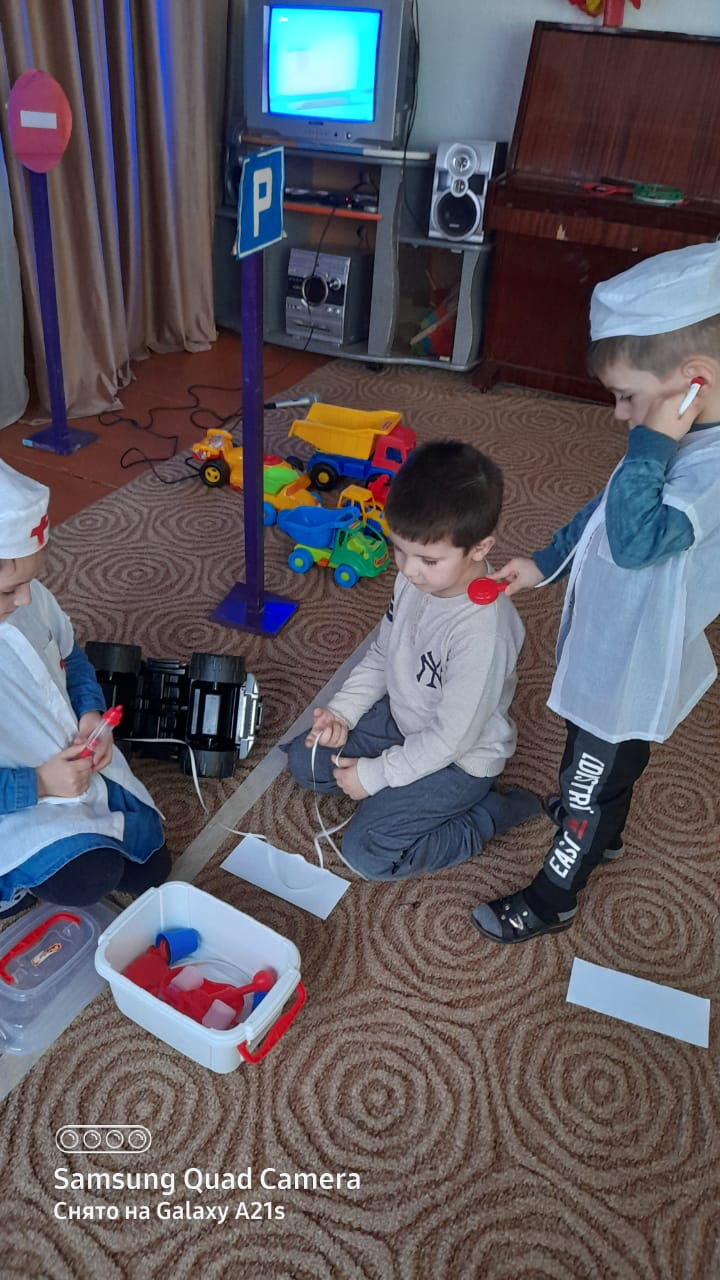 P
NY
(DISTRI
EAST
Samsung Quad Camera
Снято на Galaxy A21s